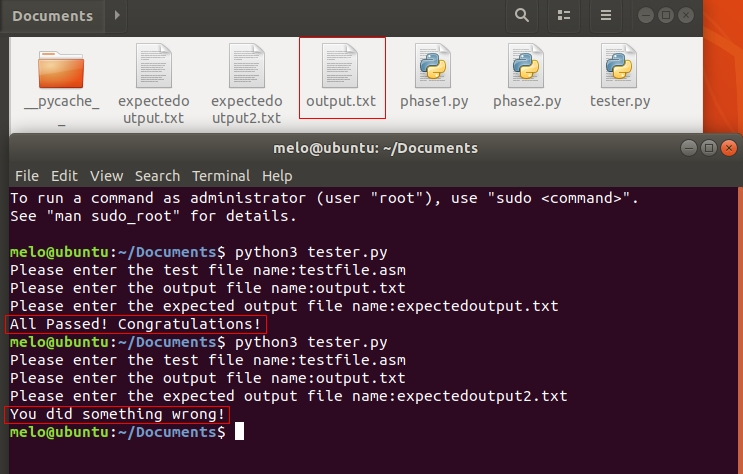 Documents
__pycache_
_
expectedo
utput.txt
expectedo
utput2.txt
output.txt
phase1.py
phase2.py
tester.py
melo@ubuntu: ~/Documents
File Edit View Search Terminal Help
To run a command as administrator (user "root"), use "sudo <command>".
See "man sudo_root" for details.
melo@ubuntu:~/Documents$ python3 tester.py
Please enter the test file name:testfile.asm
Please enter the output file name:output.txt
Please enter the expected output file name:expectedoutput.txt
All Passed! Congratulations!
melo@ubuntu:~/Documents$ python3 tester.py
Please enter the test file name:testfile.asm
Please enter the output file name:output.txt
Please enter the expected output file name:expectedoutput2.txt
You did something wrong!
melo@ubuntu:~/Documents$